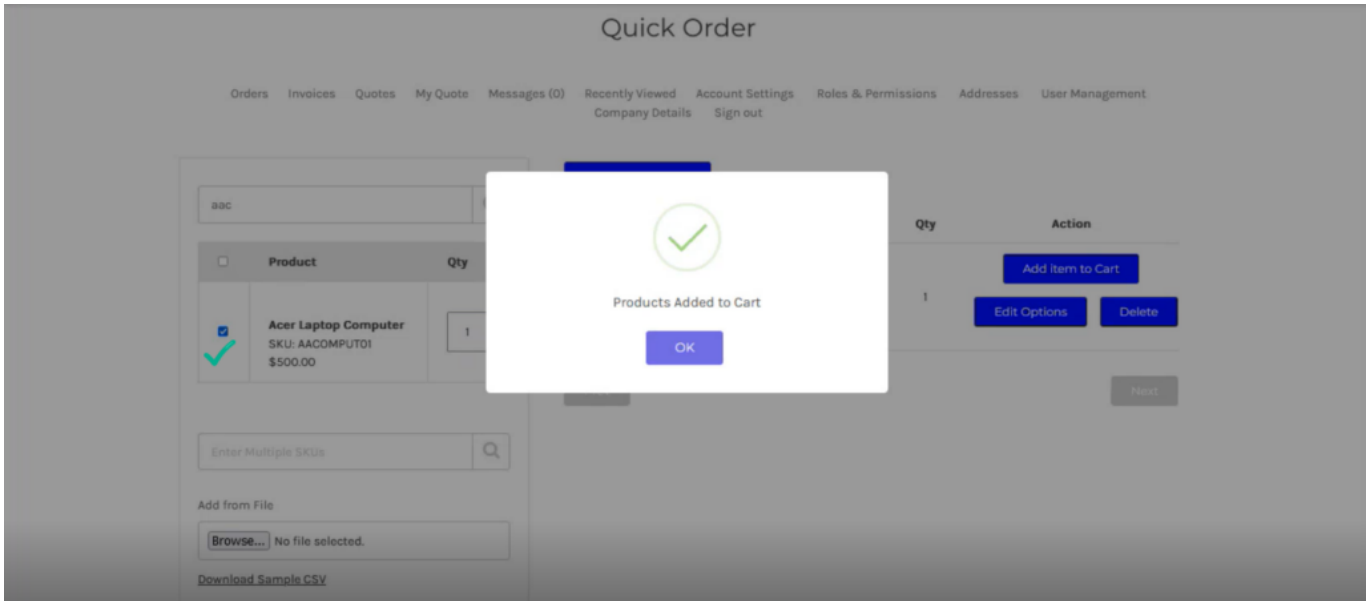 Quick Order
Orders Invoices Quotes My Quote Messages (0) Recently Viewed Account Settings Roles & Permissions Addresses User Management
Company Details Sign out
aac
Product Qty
Acer Laptop Computer
SKU: AACOMPUT01
$500.00
1
Enter Multiple SKUs
Add from File
Browse... No file selected.
Download Sample CSV
Products Added to Cart
OK
Qty Action
1
Add item to Cart
Edit Options Delete
Next